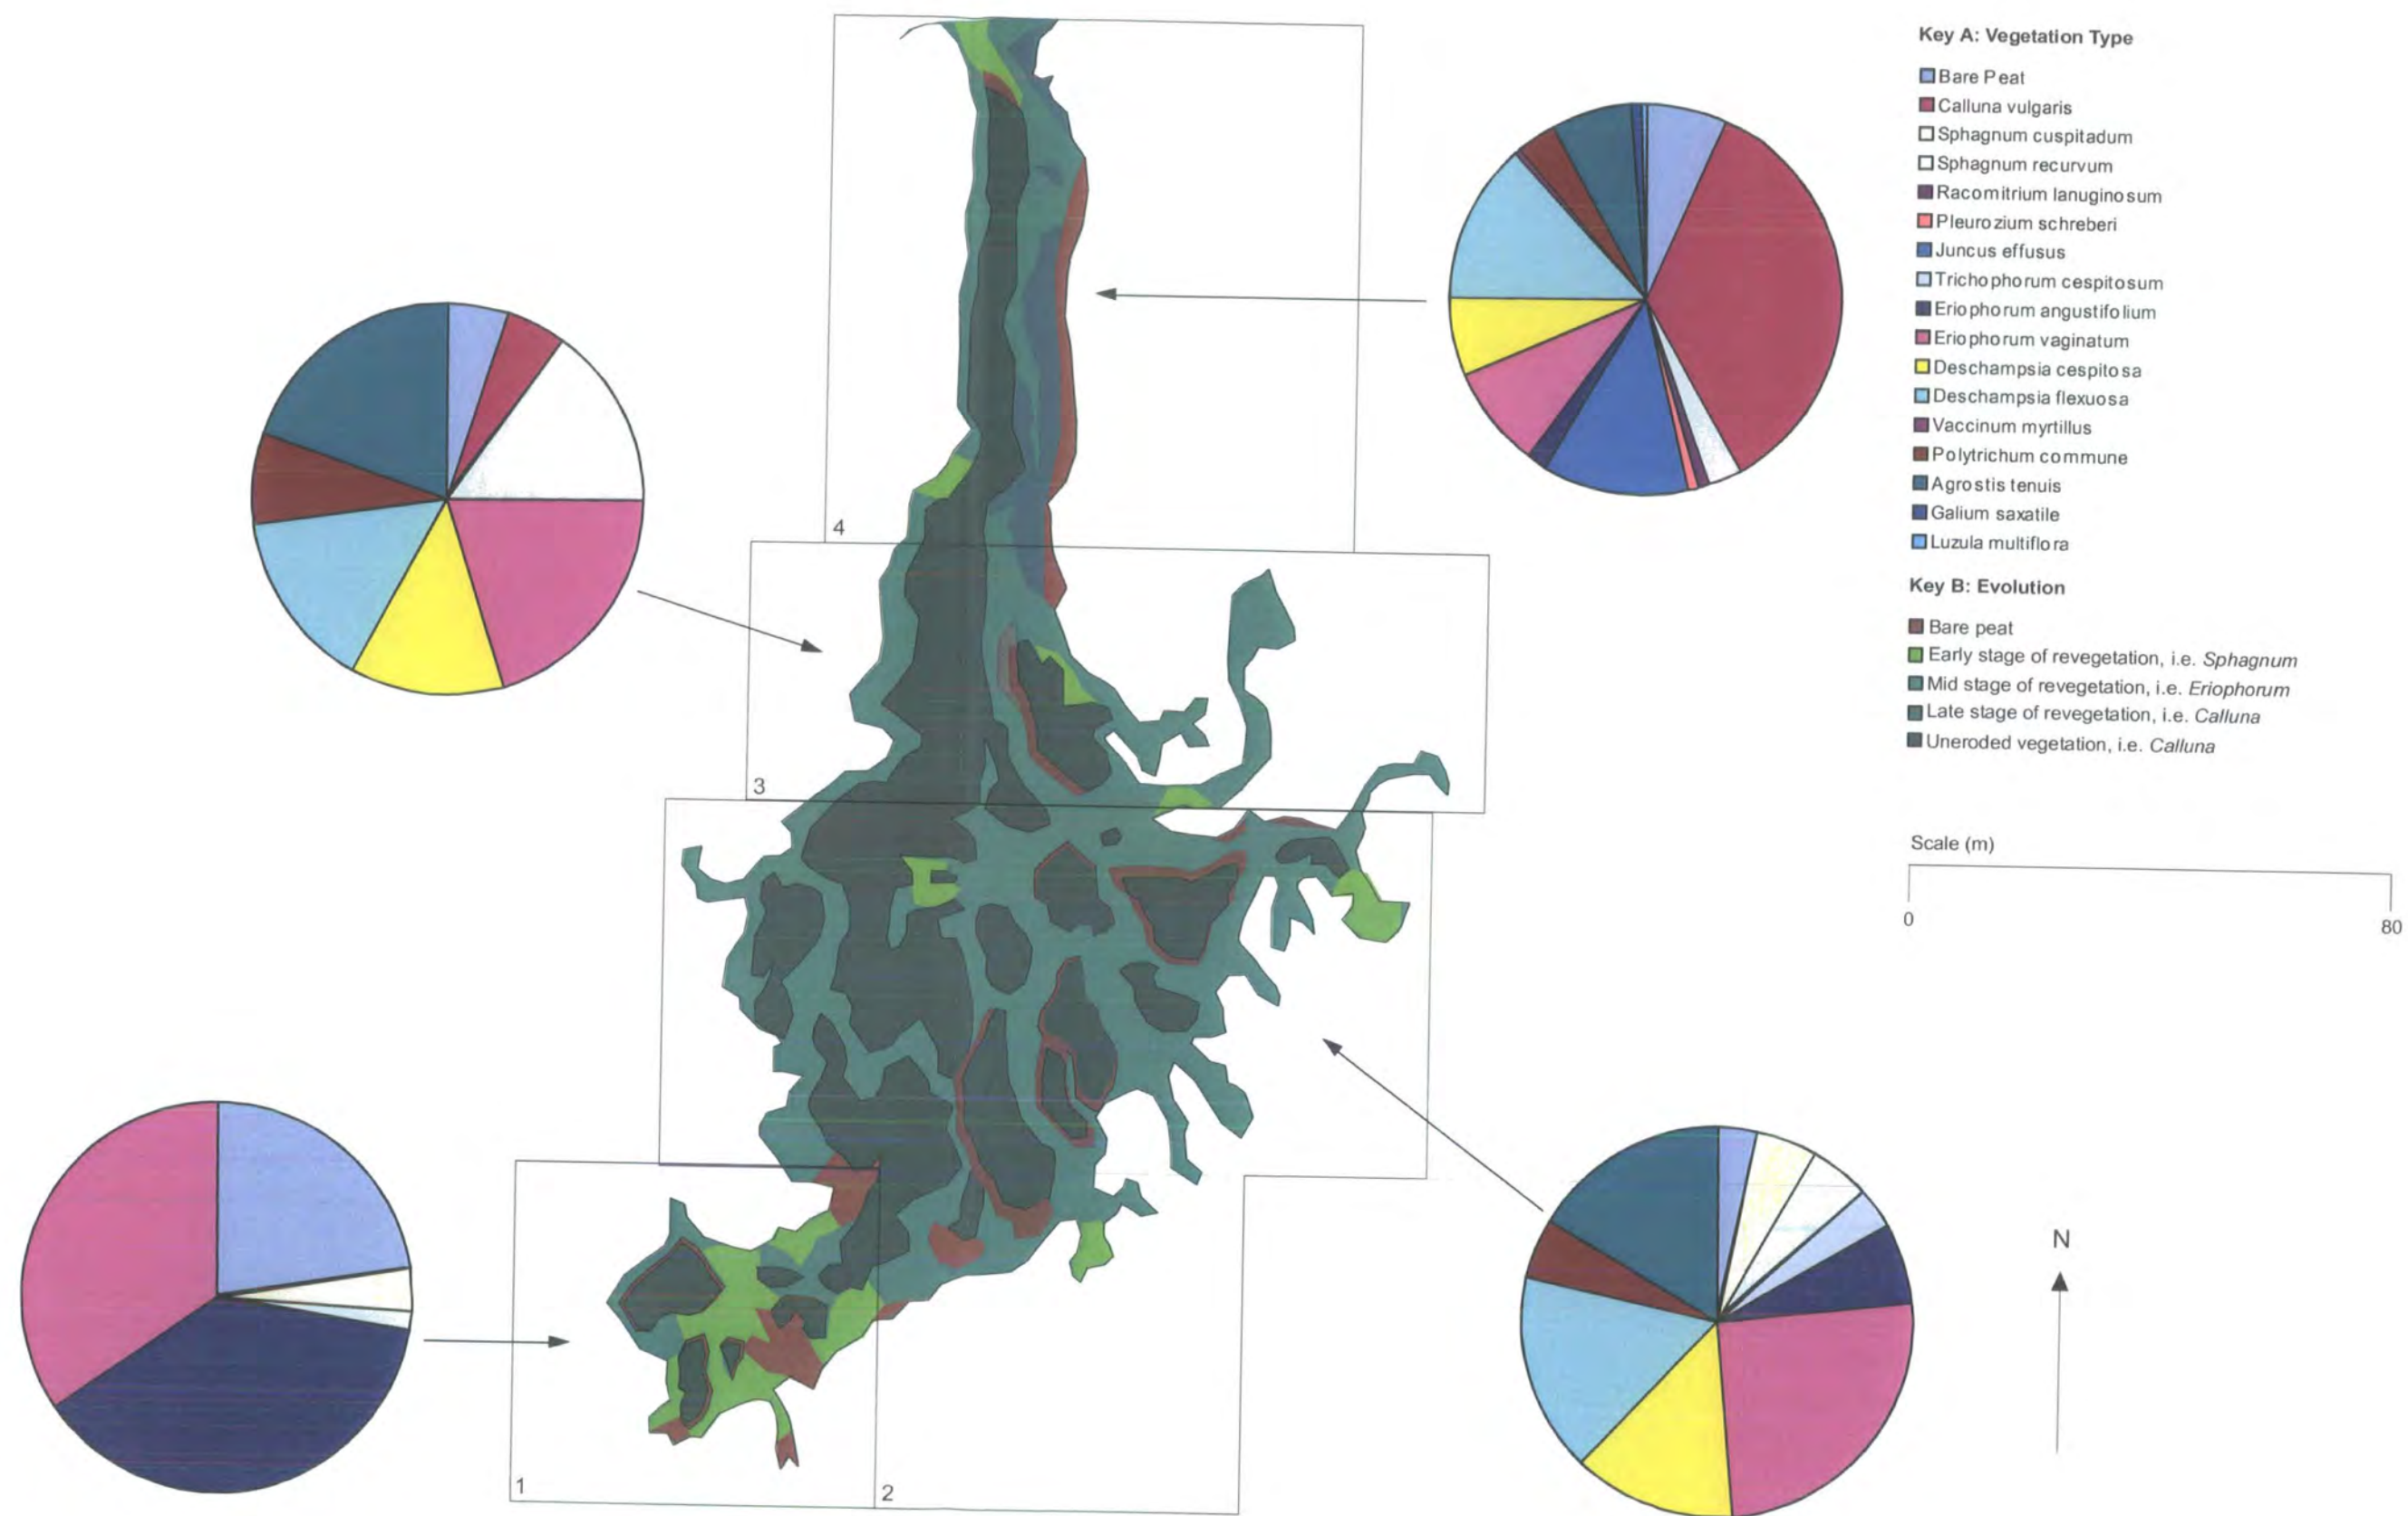 Key A: Vegetation Type
Bare Peat
Calluna vulgaris
Sphagnum cuspitadum
Sphagnum recurvum
Racomitrium lanuginosum
Pleurozium schreberi
Juncus effusus
Trichophorum cespitosum
Eriophorum angustifolium
Eriophorum vaginatum
Deschampsia cespitosa
Deschampsia flexuosa
Vaccinum myrtillus
Polytrichum commune
Agrostis tenuis
Galium saxatile
Luzula multiflora
Key B: Evolution
Bare peat
Early stage of revegetation, i.e. Sphagnum
Mid stage of revegetation, i.e. Eriophorum
Late stage of revegetation, i.e. Calluna
Uneroded vegetation, i.e. Calluna
Scale (m)
0 80
N
4
3
1
2